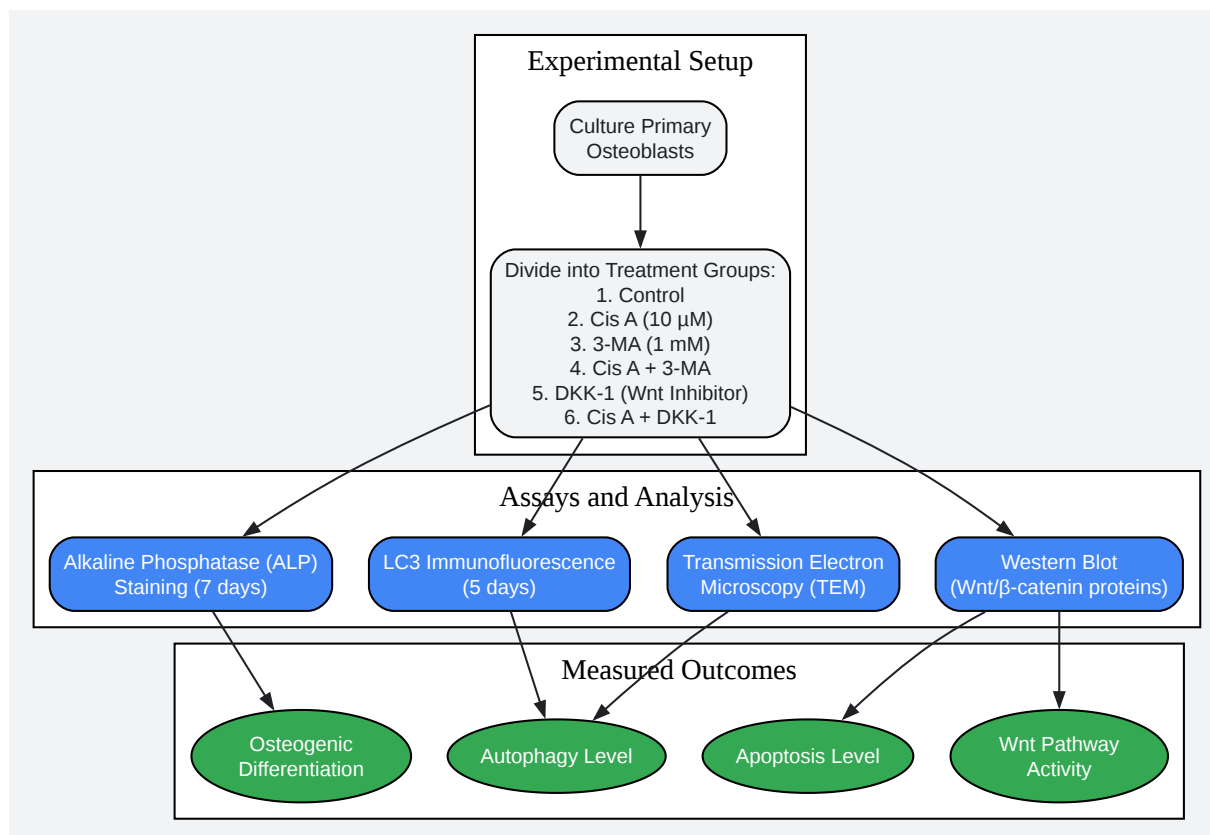 Experimental Setup
Culture Primary
Osteoblasts
Divide into Treatment Groups:
1. Control
2. Cis A (10 µM)
3. 3-MA (1 mM)
4. Cis A + 3-MA
5. DKK-1 (Wnt Inhibitor)
6. Cis A + DKK-1
Assays and Analysis
Alkaline Phosphatase (ALP)
Staining (7 days)
LC3 Immunofluorescence
(5 days)
Transmission Electron
Microscopy (TEM)
Western Blot
(Wnt/β-catenin proteins)
Measured Outcomes
Osteogenic
Differentiation
Autophagy Level
Apoptosis Level
Wnt Pathway
Activity